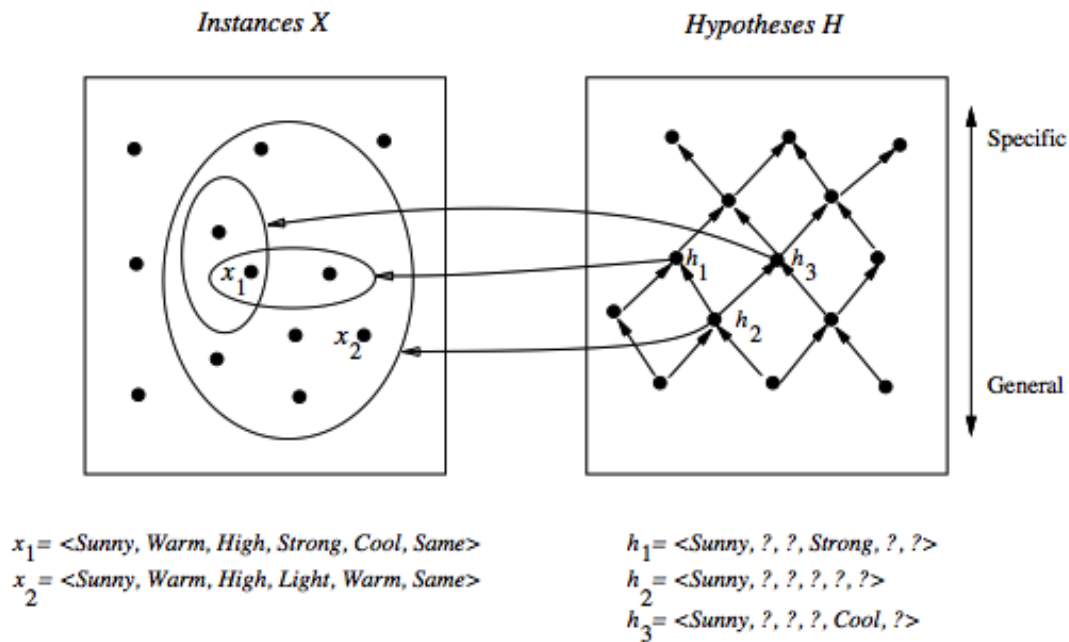 Instances X
Hypotheses H
Specific
x1
h1
h3
x2
h2
General
x1= <Sunny, Warm, High, Strong, Cool, Same>
x2= <Sunny, Warm, High, Light, Warm, Same>
h1= <Sunny, ?, ?, Strong, ?, ?>
h2= <Sunny, ?, ?, ?, ?, ?>
h3= <Sunny, ?, ?, ?, Cool, ?>